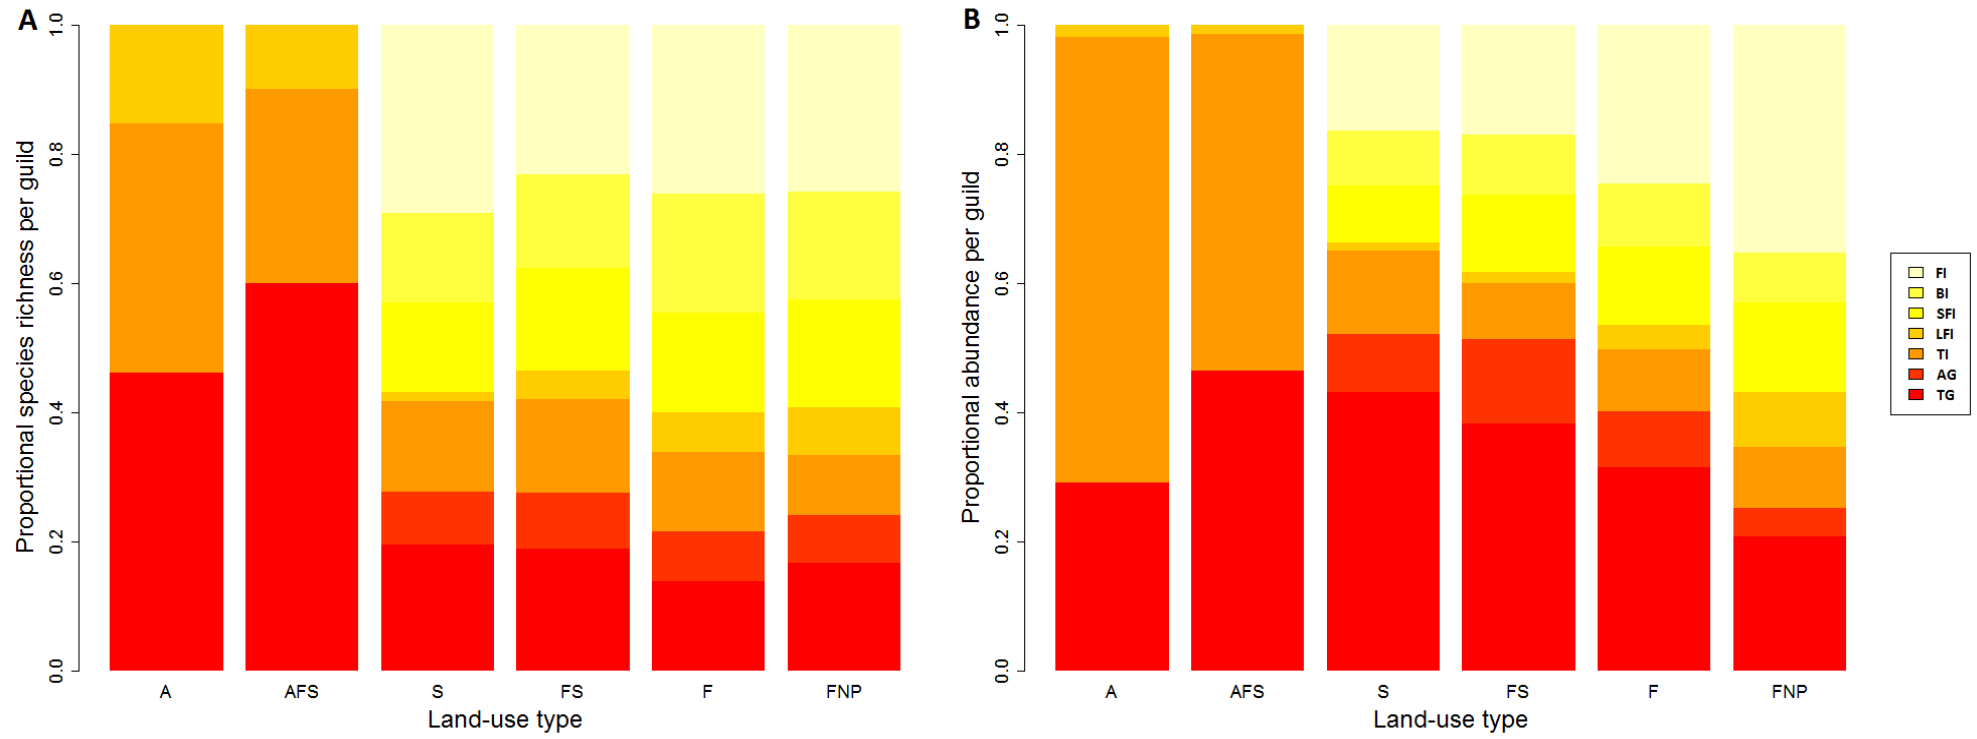 A
Proportional species richness per guild
1.0
0.8
0.6
0.4
0.2
0.0
A AFS S FS F FNP
Land-use type
B
Proportional abundance per guild
1.0
0.8
0.6
0.4
0.2
0.0
A AFS S FS F FNP
Land-use type
FI
BI
SFI
LFI
TI
AG
TG